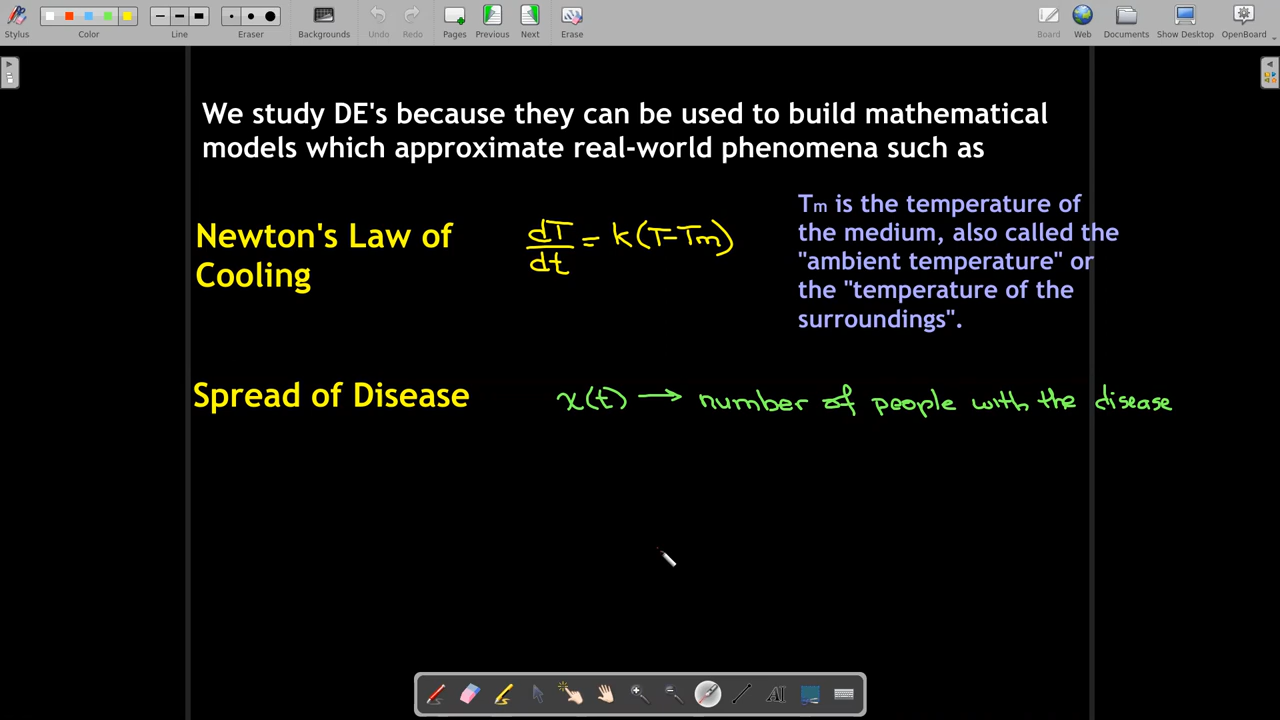 Stylus Color Line Eraser Backgrounds Undo Redo Pages Previous Next Erase Board Web Documents Show Desktop OpenBoard
We study DE's because they can be used to build mathematical
models which approximate real-world phenomena such as
Newton's Law of
Cooling
dT/dt = k(T-Tm)
Tm is the temperature of
the medium, also called the
"ambient temperature" or
the "temperature of the
surroundings".
Spread of Disease
x(t) → number of people with the disease
AI